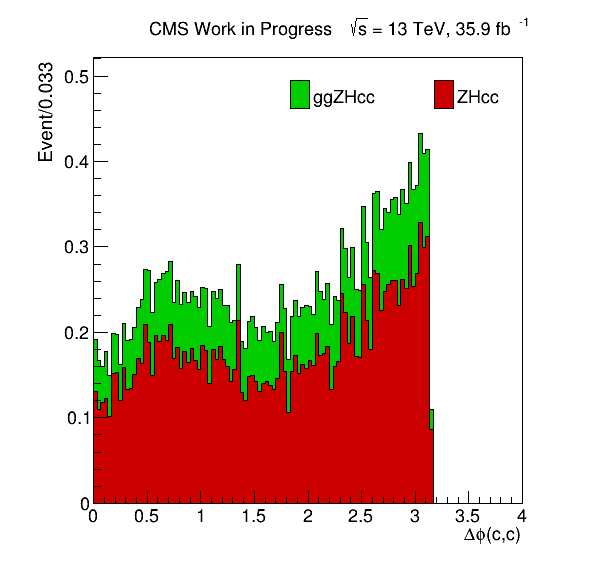 CMS Work in Progress √s = 13 TeV, 35.9 fb⁻¹
Event/0.033
ggZHcc ZHcc
0.5
0.4
0.3
0.2
0.1
0
0 0.5 1 1.5 2 2.5 3 3.5 4
Δϕ(c,c)